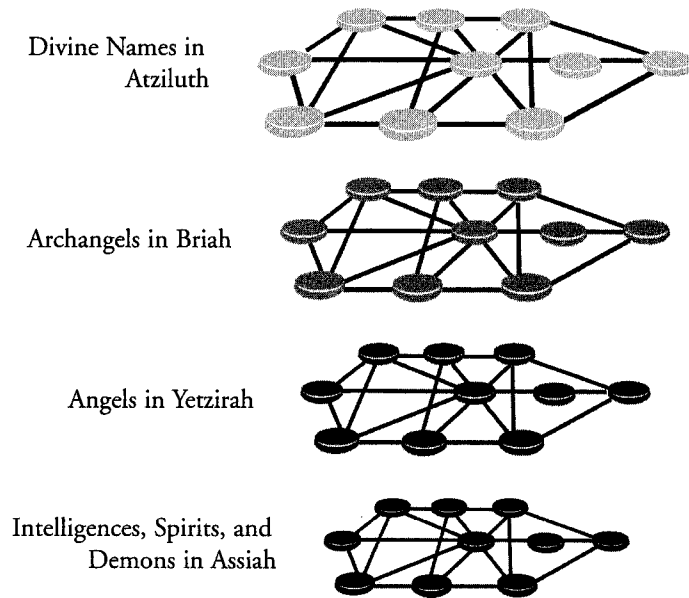 Divine Names in
Atziluth
Archangels in Briah
Angels in Yetzirah
Intelligences, Spirits, and
Demons in Assiah